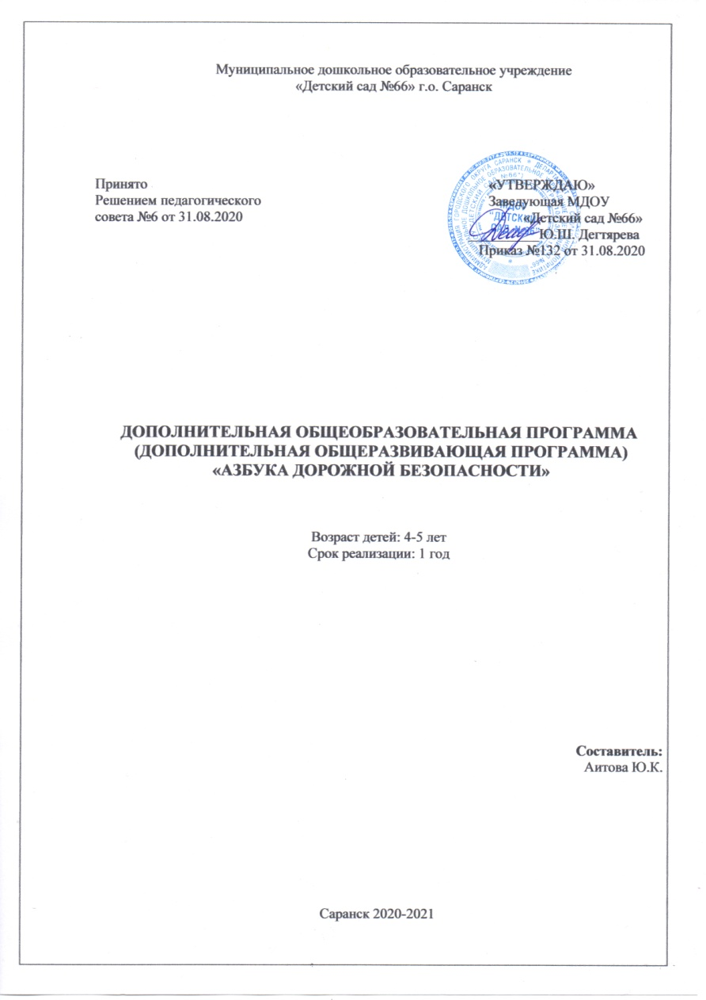 Муниципальное дошкольное образовательное учреждение
«Детский сад №66» г.о. Саранск
Принято
Решением педагогического
совета №6 от 31.08.2020
«УТВЕРЖДАЮ»
Заведующая МДОУ
«Детский сад №66»
Ю.Ш. Дегтярева
Приказ №132 от 31.08.2020
ДОПОЛНИТЕЛЬНАЯ ОБЩЕОБРАЗОВАТЕЛЬНАЯ ПРОГРАММА
(ДОПОЛНИТЕЛЬНАЯ ОБЩЕРАЗВИВАЮЩАЯ ПРОГРАММА)
«АЗБУКА ДОРОЖНОЙ БЕЗОПАСНОСТИ»
Возраст детей: 4-5 лет
Срок реализации: 1 год
Составитель:
Аитова Ю.К.
Саранск 2020-2021